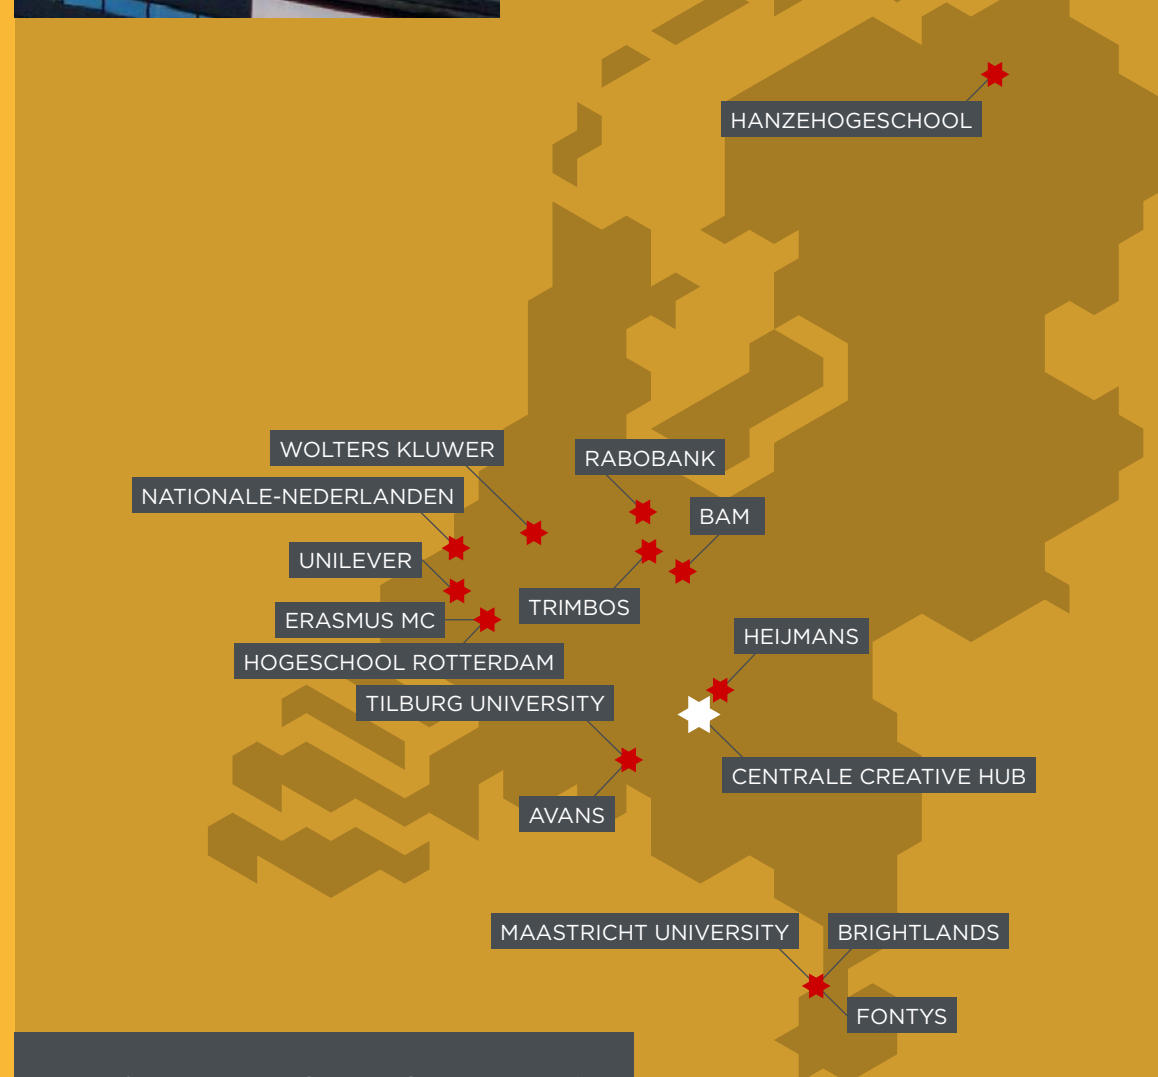 HANZEHOGESCHOOL
WOLTERS KLUWER
RABOBANK
NATIONALE-NEDERLANDEN
BAM
UNILEVER
TRIMBOS
ERASMUS MC
HEIJMANS
HOGESCHOOL ROTTERDAM
TILBURG UNIVERSITY
CENTRALE CREATIVE HUB
AVANS
MAASTRICHT UNIVERSITY
BRIGHTLANDS
FONTYS